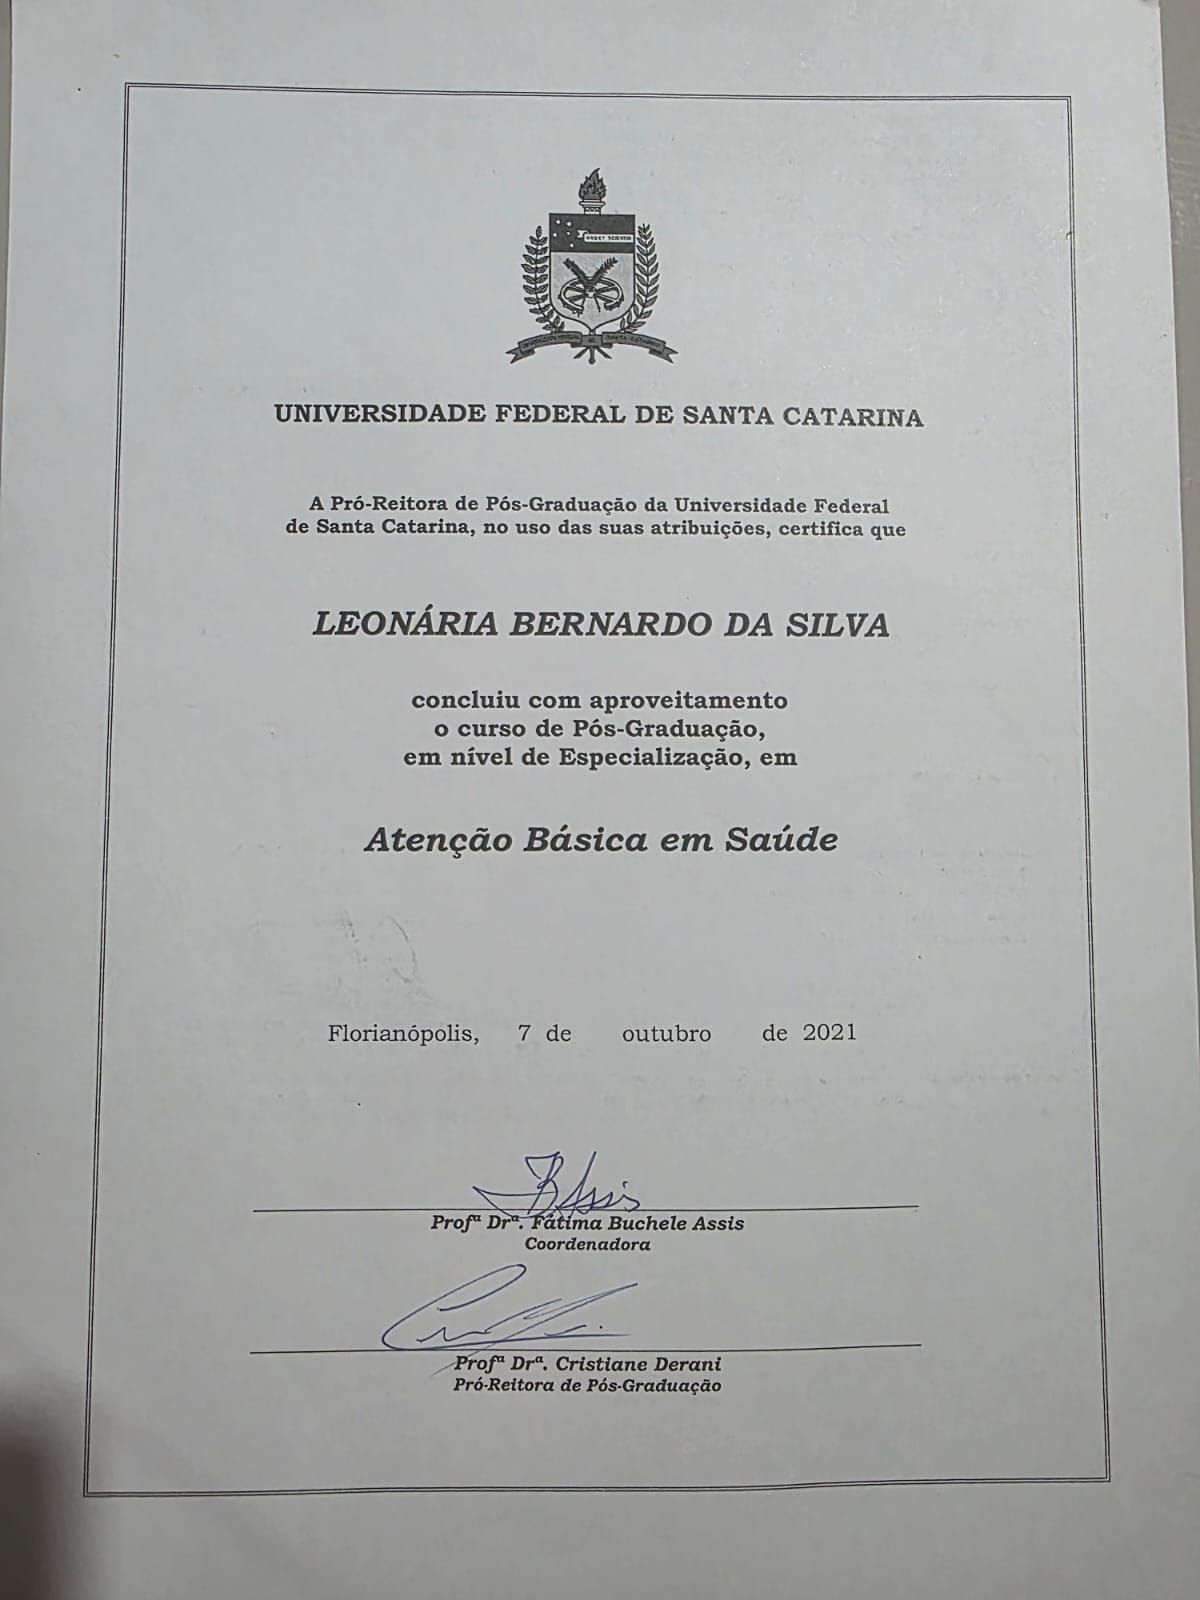 UNIVERSIDADE FEDERAL DE SANTA CATARINA
A Pró-Reitora de Pós-Graduação da Universidade Federal
de Santa Catarina, no uso das suas atribuições, certifica que
LEONÁRIA BERNARDO DA SILVA
concluiu com aproveitamento
o curso de Pós-Graduação,
em nível de Especialização, em
Atenção Básica em Saúde
Florianópolis, 7 de outubro de 2021
BAssis
Profª Drª. Fátima Buchele Assis
Coordenadora
Profª Drª. Cristiane Derani
Pró-Reitora de Pós-Graduação